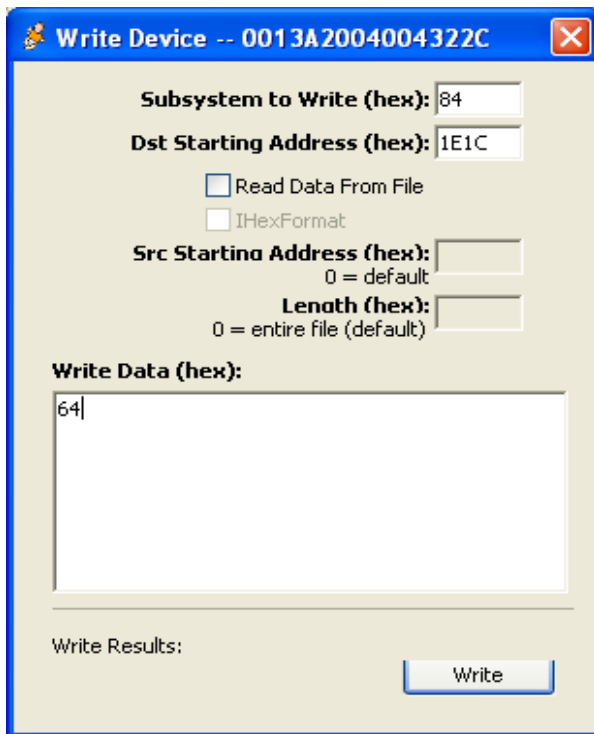 Write Device -- 0013A2004004322C
Subsystem to Write (hex): 84
Dst Starting Address (hex): 1E1C
Read Data From File
IHexFormat
Src Starting Address (hex):
0 = default
Length (hex):
0 = entire file (default)
Write Data (hex):
64
Write Results:
Write